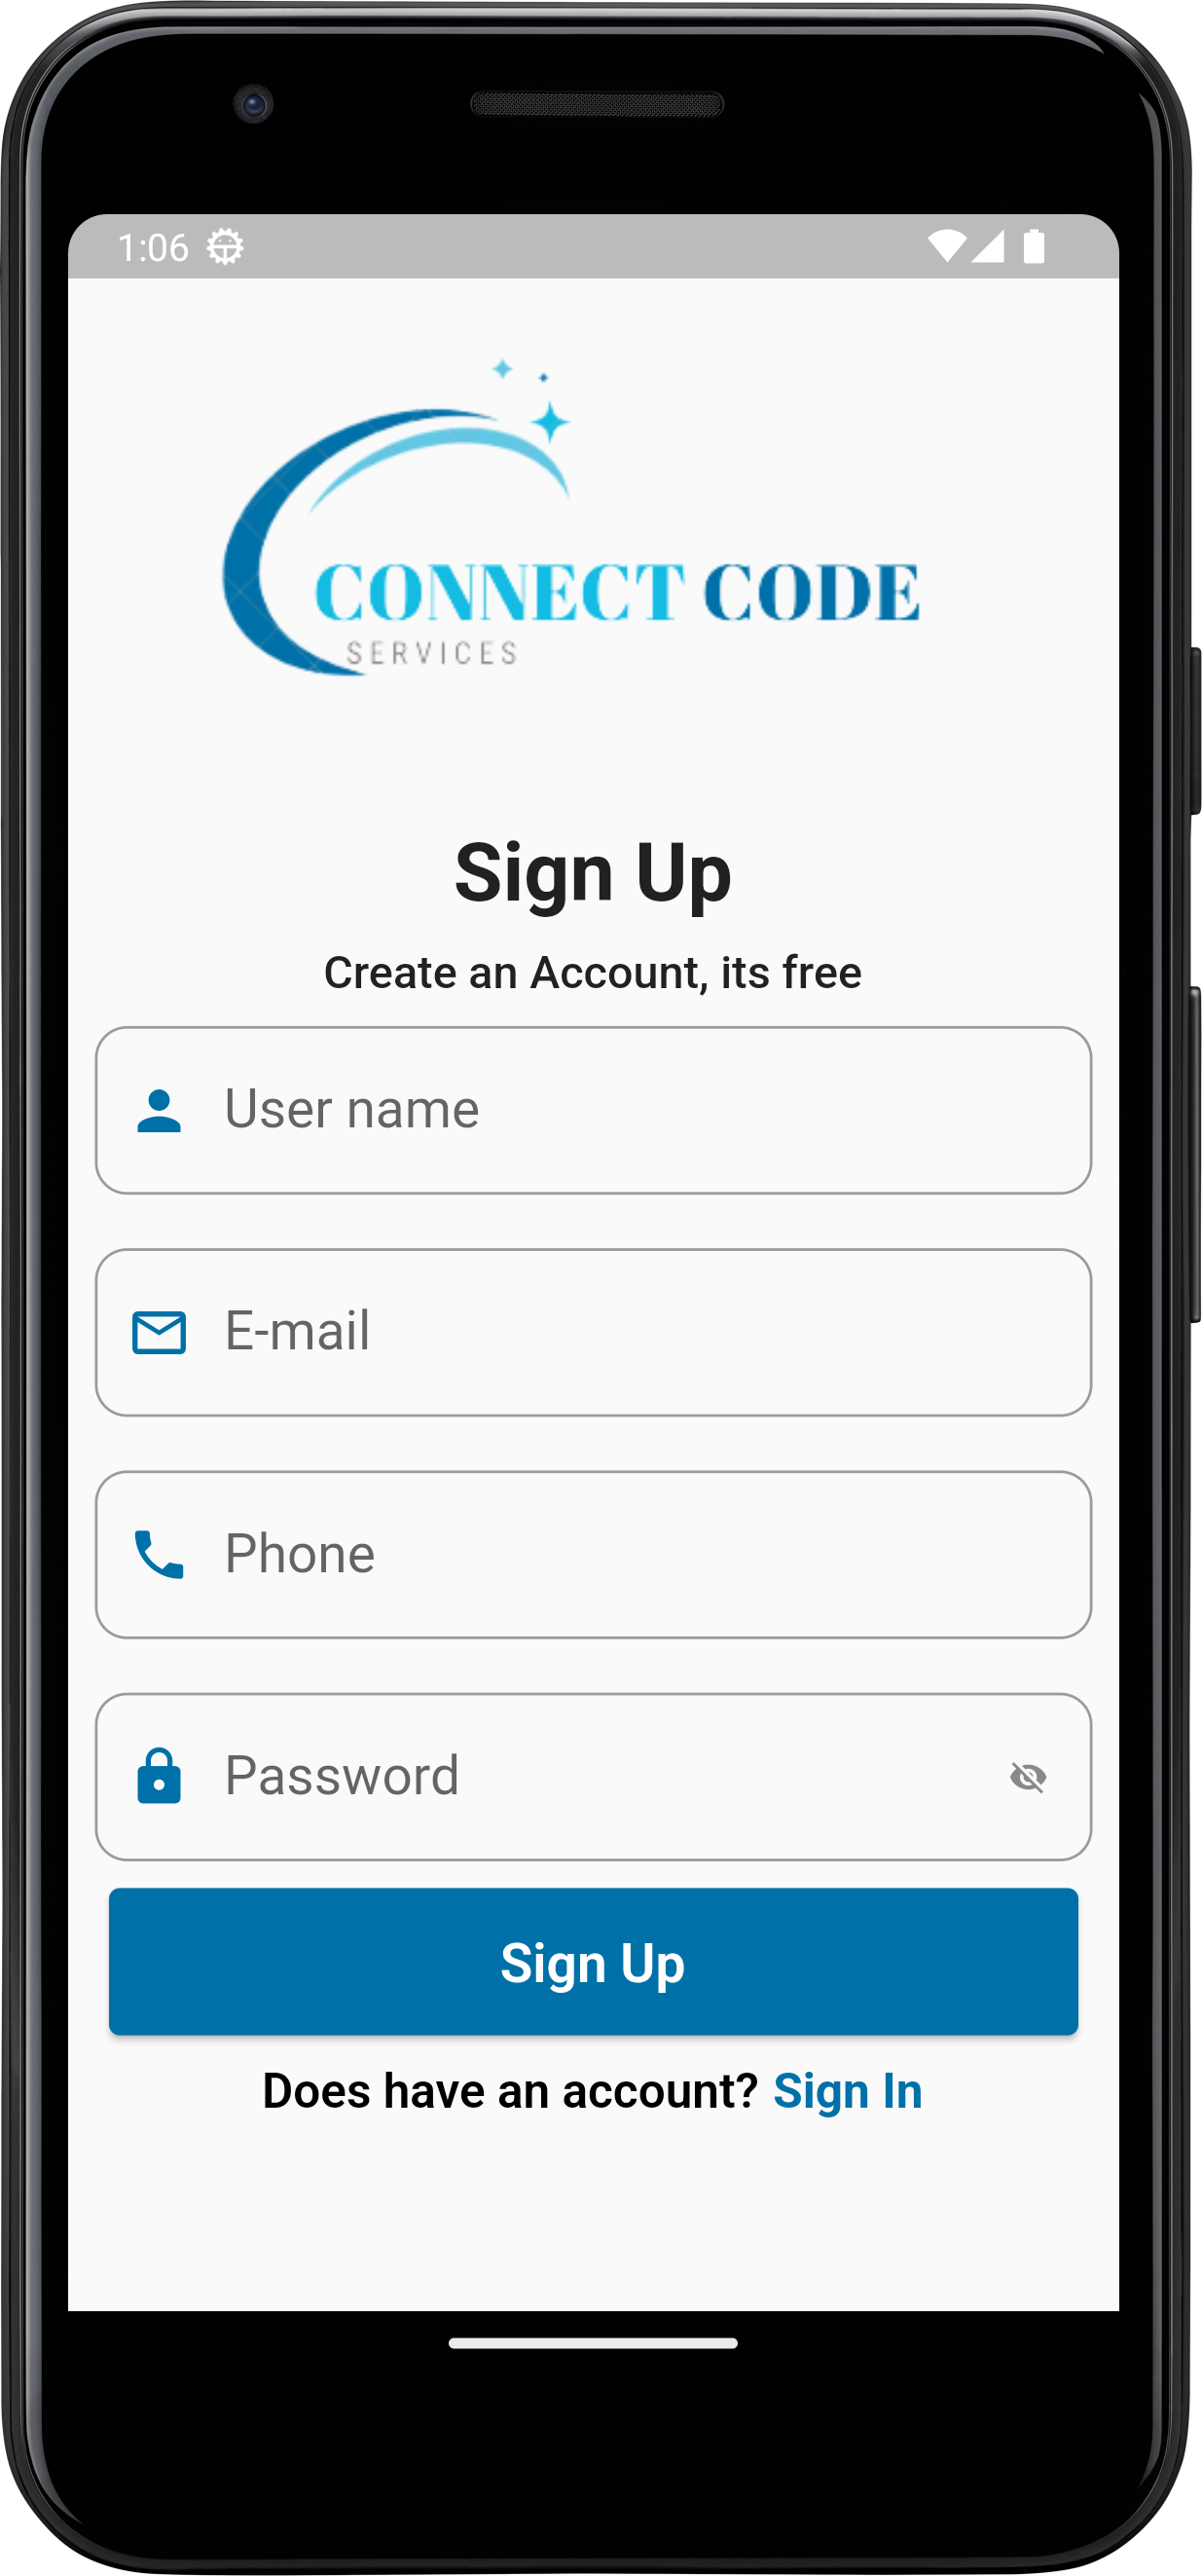 1:06
CONNECT CODE
SERVICES
Sign Up
Create an Account, its free
User name
E-mail
Phone
Password
Sign Up
Does have an account? Sign In